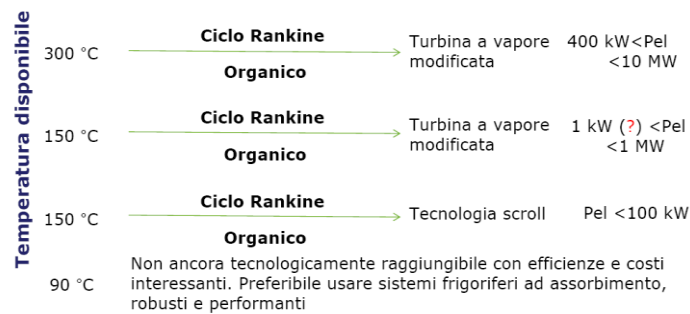 Temperatura disponibile
300 °C
Ciclo Rankine
Organico
Turbina a vapore
modificata
400 kW<Pel
<10 MW
150 °C
Ciclo Rankine
Organico
Turbina a vapore
modificata
1 kW (?) <Pel
<1 MW
150 °C
Ciclo Rankine
Organico
Tecnologia scroll
Pel <100 kW
90 °C
Non ancora tecnologicamente raggiungibile con efficienze e costi
interessanti. Preferibile usare sistemi frigoriferi ad assorbimento,
robusti e performanti